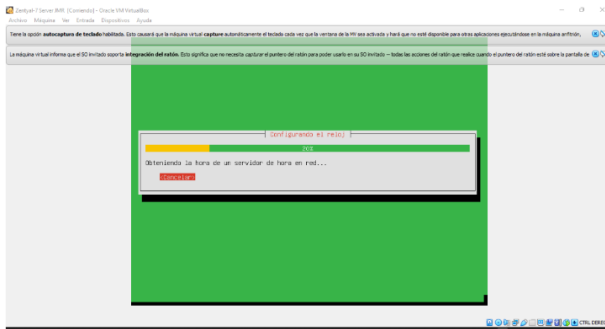 Zentyal-7 Server JMR. [Corriendo] - Oracle VM VirtualBox
Archivo Máquina Ver Entrada Dispositivos Ayuda
Tiene la opción autocaptura de teclado habilitada. Esto causará que la máquina virtual capture automáticamente el teclado cada vez que la ventana de la MV sea activada y hará que no esté disponible para otras aplicaciones ejecutándose en la máquina anfitrión.
La máquina virtual informa que el SO invitado soporta integración del ratón. Esto significa que no necesita capturar el puntero del ratón para poder usarlo en su SO invitado — todas las acciones del ratón que realice cuando el puntero del ratón esté sobre la pantalla de
Configurando el reloj
20%
Obteniendo la hora de un servidor de hora en red...
<Cancelar>
CTRL DEREC